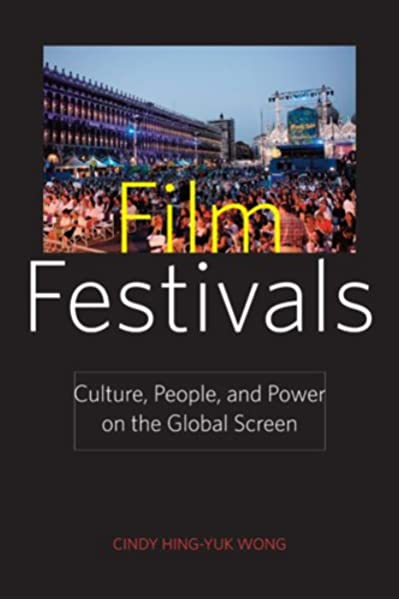 Film
Festivals
Culture, People, and Power
on the Global Screen
CINDY HING-YUK WONG